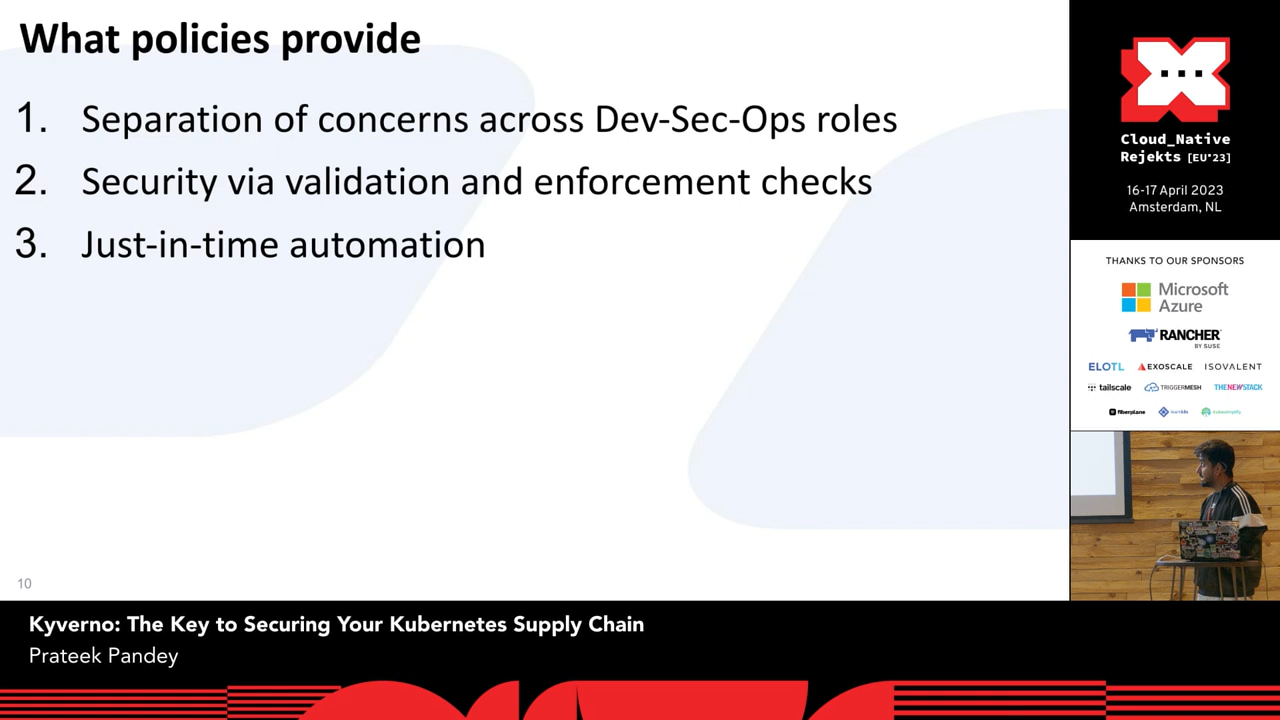 What policies provide
1. Separation of concerns across Dev-Sec-Ops roles
2. Security via validation and enforcement checks
3. Just-in-time automation
10
Cloud_Native
Rejekts [EU'23]
16-17 April 2023
Amsterdam, NL
THANKS TO OUR SPONSORS
Microsoft
Azure
RANCHER
BY SUSE
ELOTL EXOSCALE ISOVALENT
tailscale TRIGGERMESH THENEWSTACK
fiberplane kubesimplify
Kyverno: The Key to Securing Your Kubernetes Supply Chain
Prateek Pandey